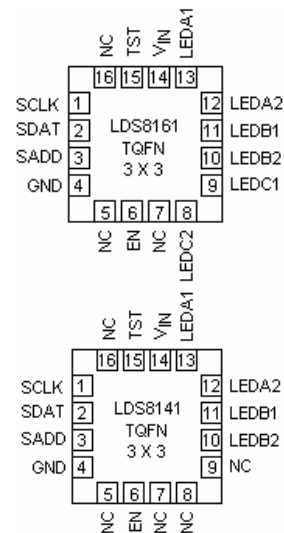 NC TST VIN LEDA1
16 15 14 13
SCLK 1 12 LEDA2
SDAT 2 LDS8161 11 LEDB1
SADD 3 TQFN 10 LEDB2
GND 4 3 X 3 9 LEDC1
5 6 7 8
NC EN NC LEDC2
NC TST VIN LEDA1
16 15 14 13
SCLK 1 12 LEDA2
SDAT 2 LDS8141 11 LEDB1
SADD 3 TQFN 10 LEDB2
GND 4 3 X 3 9 NC
5 6 7 8
NC EN NC NC